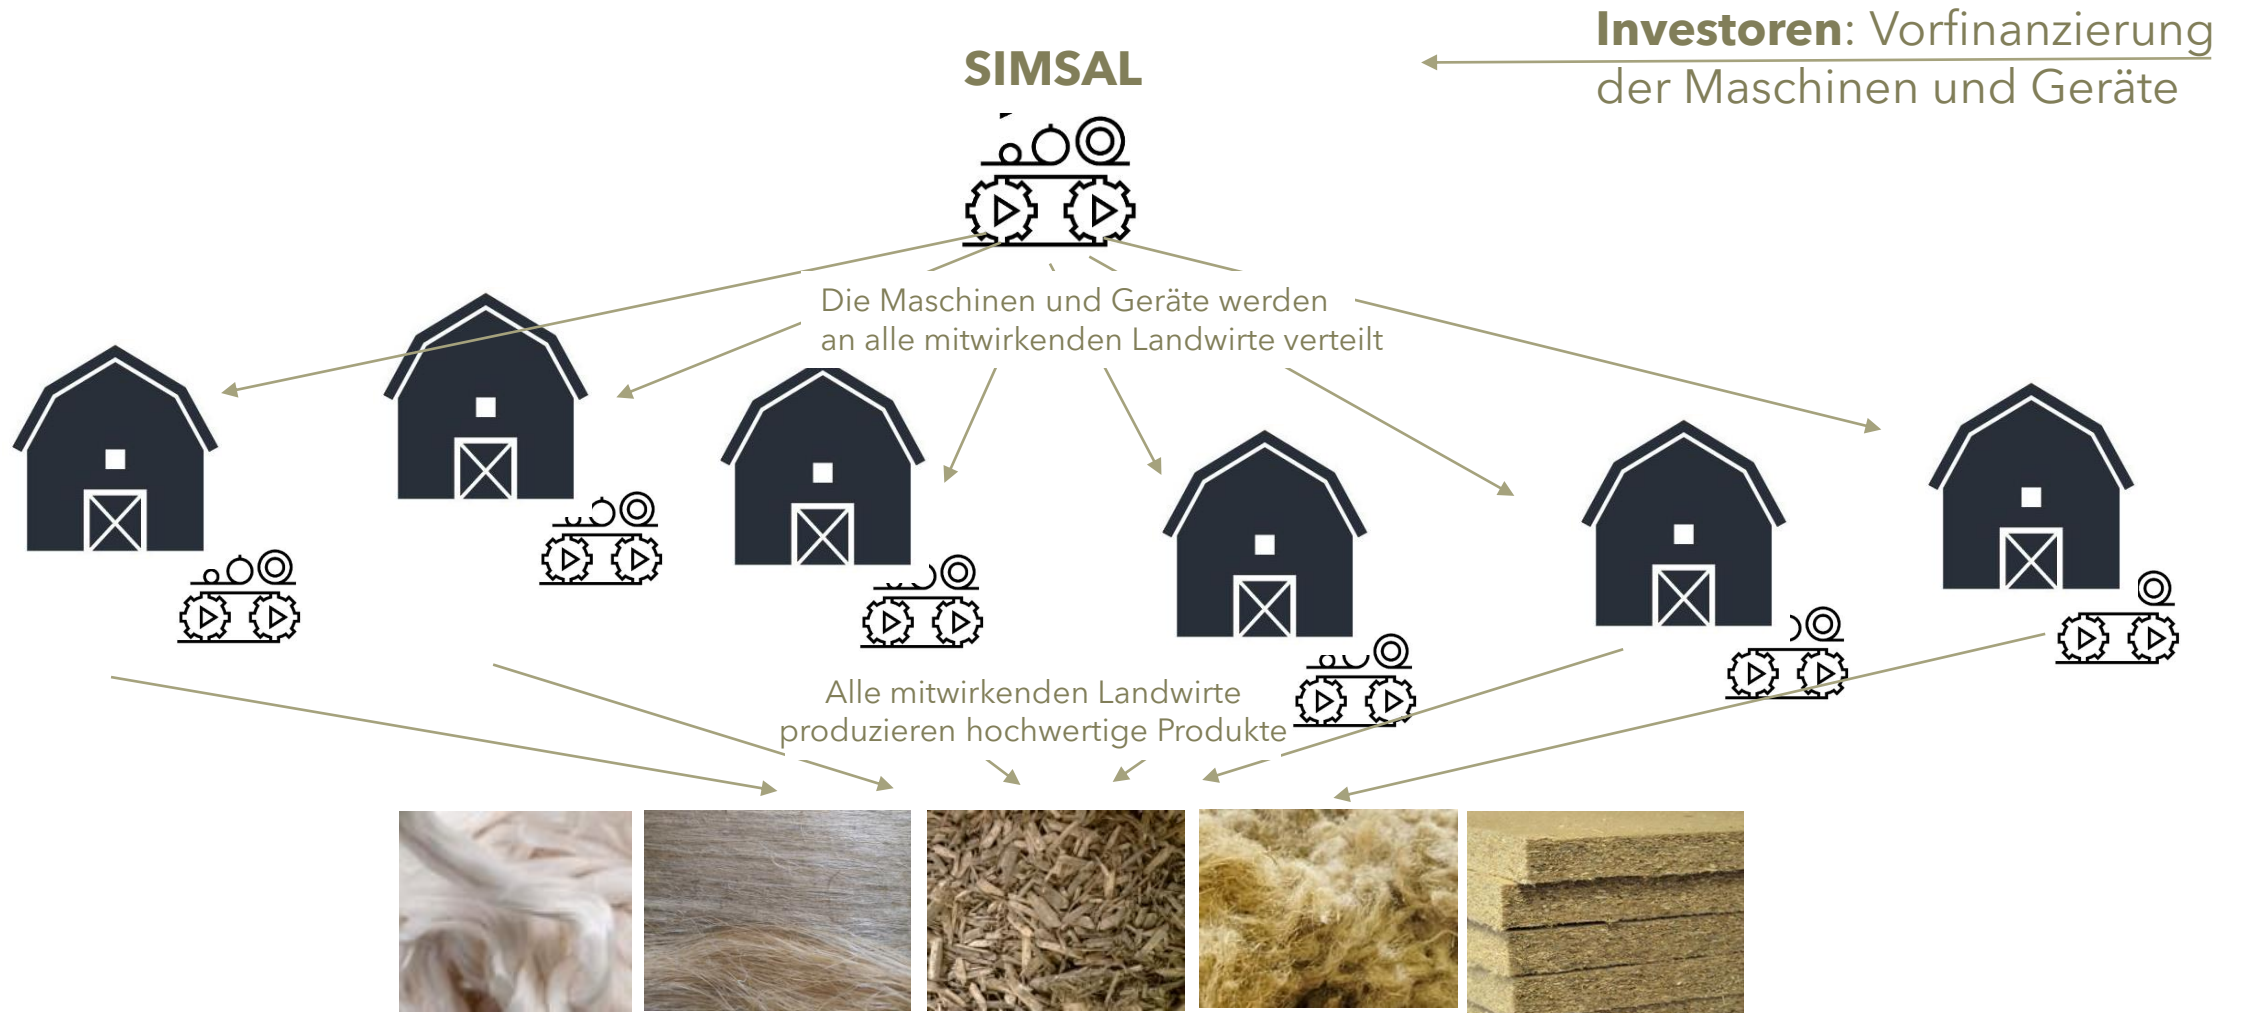 Investoren: Vorfinanzierung
der Maschinen und Geräte
SIMSAL
Die Maschinen und Geräte werden
an alle mitwirkenden Landwirte verteilt
Alle mitwirkenden Landwirte
produzieren hochwertige Produkte